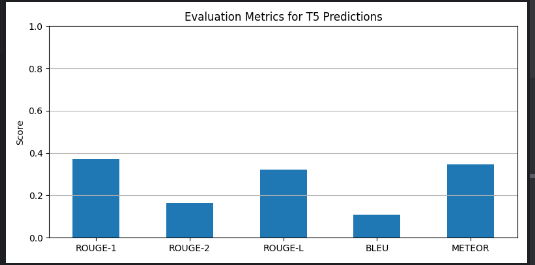 Evaluation Metrics for T5 Predictions
1.0
0.8
0.6
0.4
0.2
0.0
Score
ROUGE-1 ROUGE-2 ROUGE-L BLEU METEOR